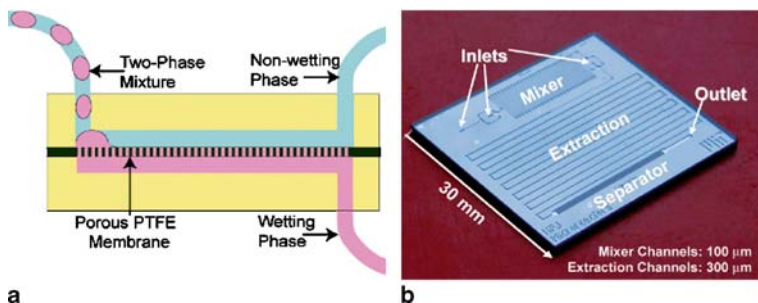 Two-Phase
Mixture
Non-wetting
Phase
Porous PTFE
Membrane
Wetting
Phase
a
Inlets
Mixer
Outlet
Extraction
Separator
30 mm
Mixer Channels: 100 μm
Extraction Channels: 300 μm
b